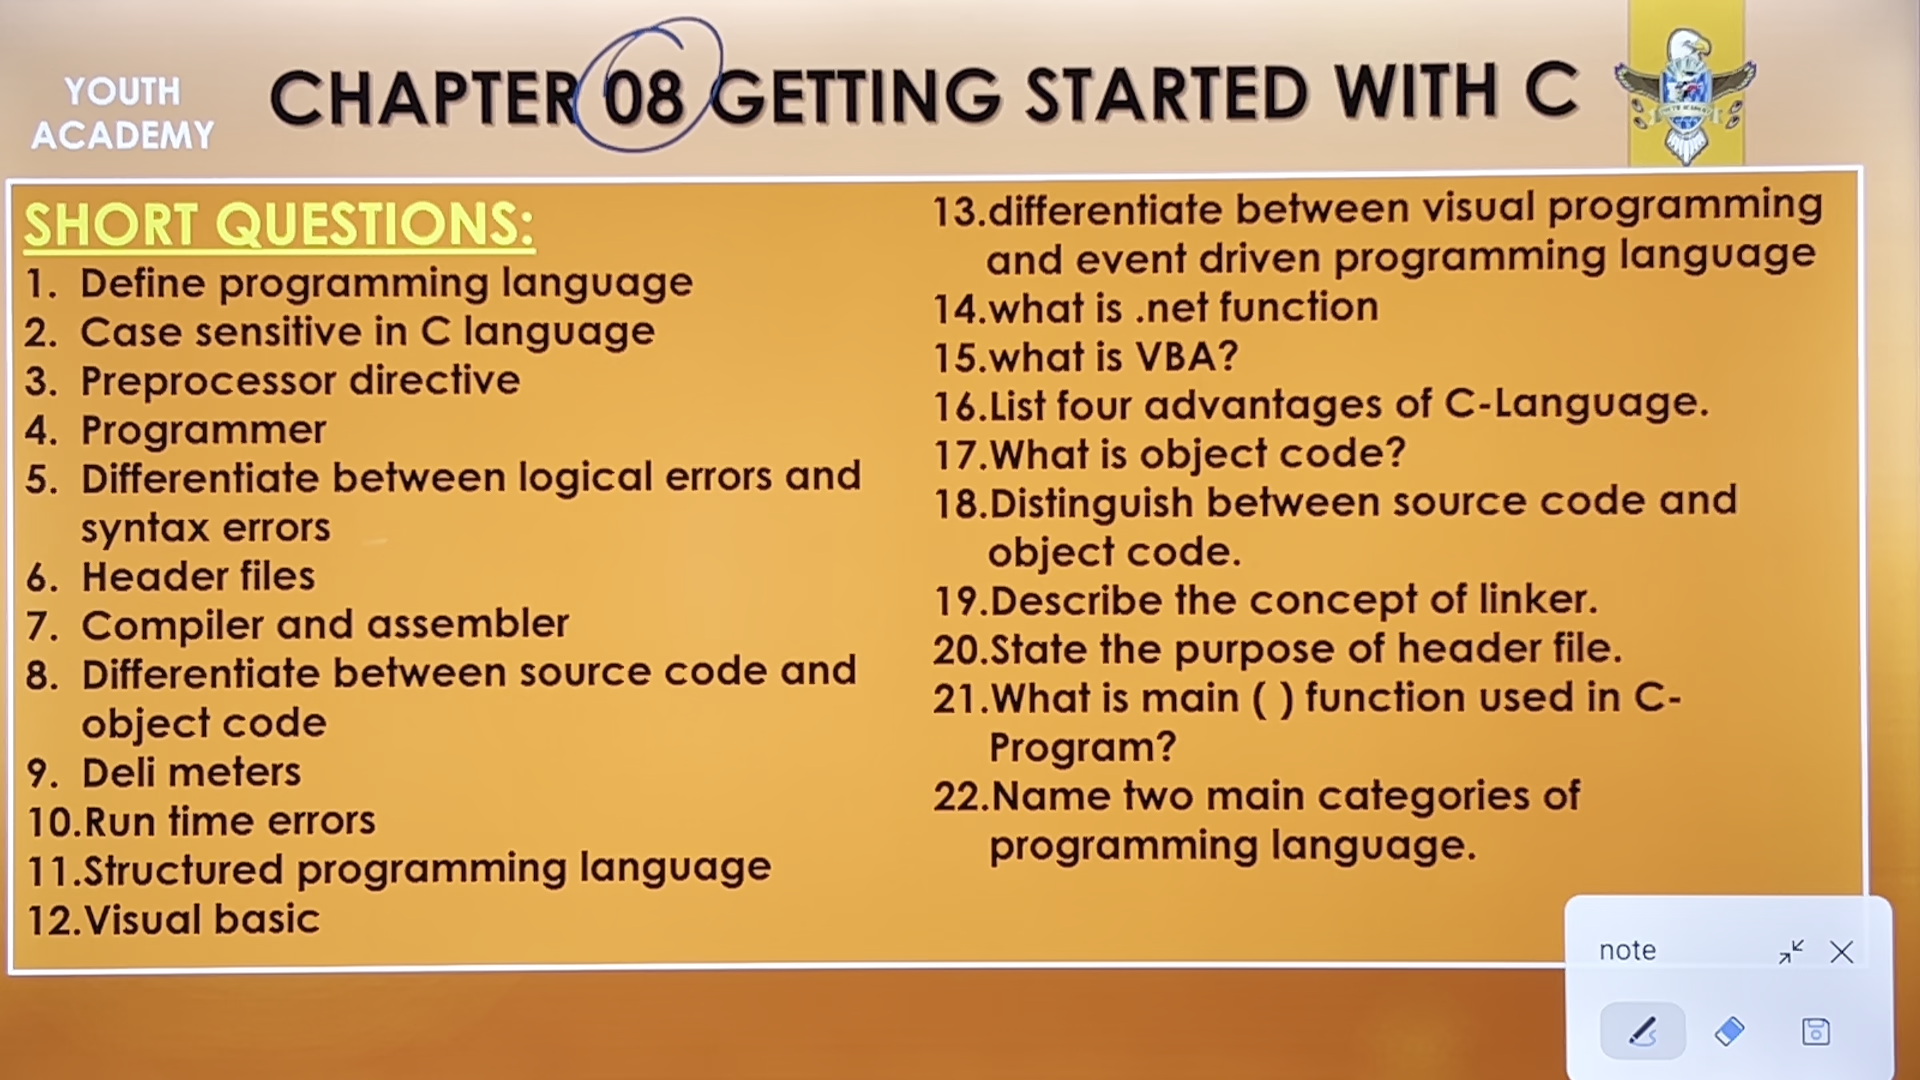 YOUTH
ACADEMY
CHAPTER 08 GETTING STARTED WITH C
SHORT QUESTIONS:
1. Define programming language
2. Case sensitive in C language
3. Preprocessor directive
4. Programmer
5. Differentiate between logical errors and
syntax errors
6. Header files
7. Compiler and assembler
8. Differentiate between source code and
object code
9. Deli meters
10.Run time errors
11.Structured programming language
12.Visual basic
13.differentiate between visual programming
and event driven programming language
14.what is .net function
15.what is VBA?
16.List four advantages of C-Language.
17.What is object code?
18.Distinguish between source code and
object code.
19.Describe the concept of linker.
20.State the purpose of header file.
21.What is main ( ) function used in C-
Program?
22.Name two main categories of
programming language.
note